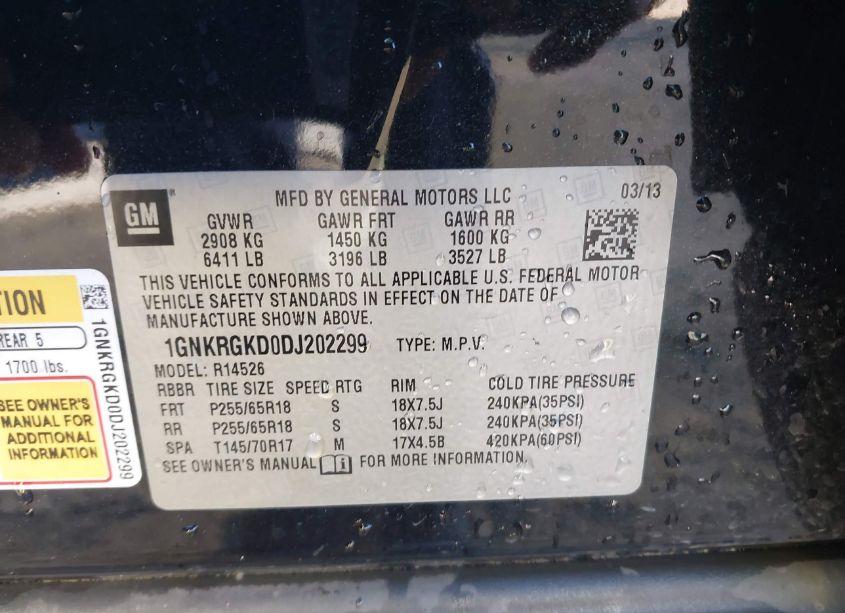 GM
MFD BY GENERAL MOTORS LLC
03/13
GVWR GAWR FRT GAWR RR
2908 KG 1450 KG 1600 KG
6411 LB 3196 LB 3527 LB
THIS VEHICLE CONFORMS TO ALL APPLICABLE U.S. FEDERAL MOTOR
VEHICLE SAFETY STANDARDS IN EFFECT ON THE DATE OF
MANUFACTURE SHOWN ABOVE.
1GNKRGKD0DJ202299 TYPE: M.P.V.
MODEL: R14526
RBBR TIRE SIZE SPEED RTG RIM COLD TIRE PRESSURE
FRT P255/65R18 S 18X7.5J 240KPA(35PSI)
RR P255/65R18 S 18X7.5J 240KPA(35PSI)
SPA T145/70R17 M 17X4.5B 420KPA(60PSI)
SEE OWNER'S MANUAL FOR MORE INFORMATION.
REAR 5
1700 lbs.
SEE OWNER'S
MANUAL FOR
ADDITIONAL
INFORMATION
1GNKRGKD0DJ202299